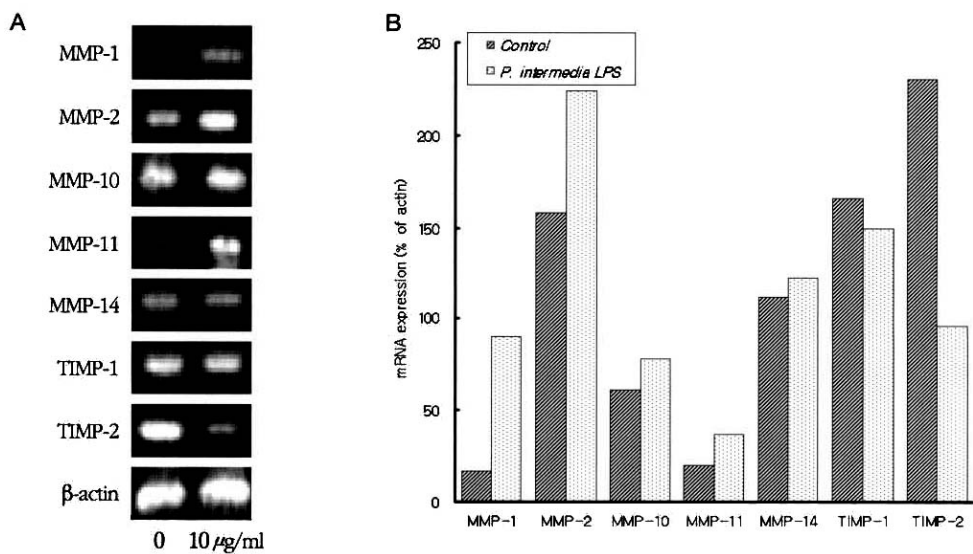 A
MMP-1
MMP-2
MMP-10
MMP-11
MMP-14
TIMP-1
TIMP-2
β-actin
0 10 μg/ml
B
mRNA expression (% of actin)
250
200
150
100
50
0
Control
P. intermedia LPS
MMP-1 MMP-2 MMP-10 MMP-11 MMP-14 TIMP-1 TIMP-2